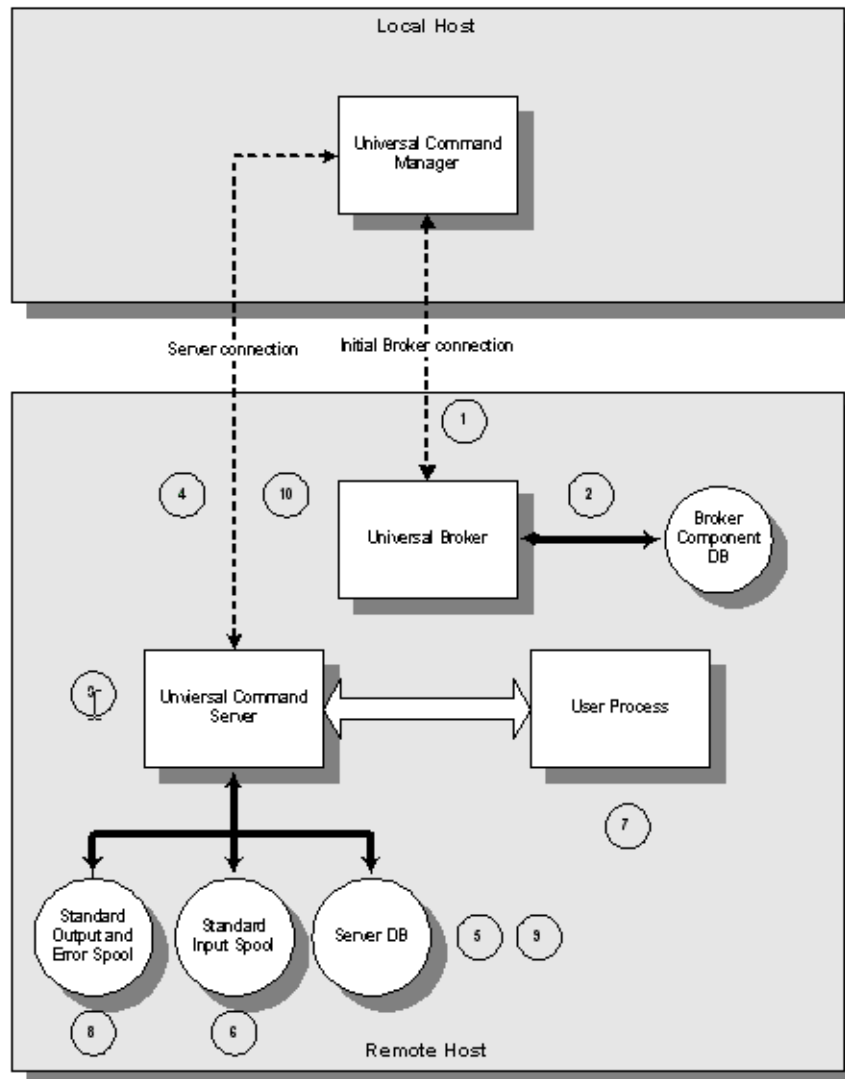 Local Host
Universal Command
Manager
Server connection
Initial Broker connection
1
4
10
2
Universal Broker
Broker
Component
DB
Unviersal Command
Server
User Process
7
Standard
Output and
Error Spool
Standard
Input Spool
Server DB
5
9
8
6
Remote Host